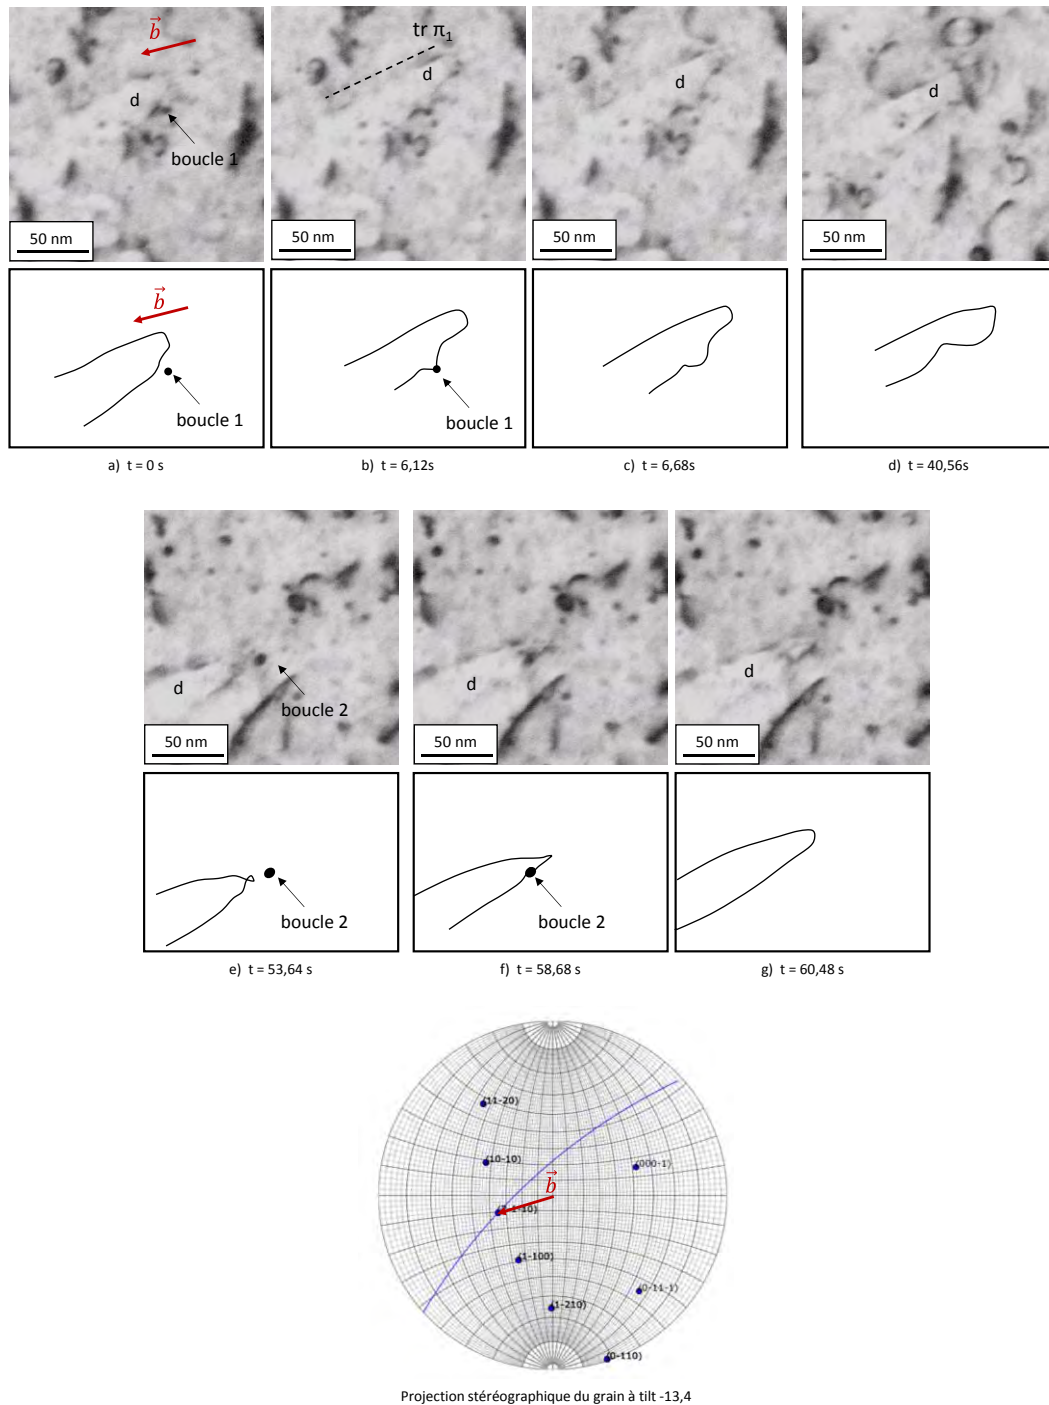 b
d
boucle 1
50 nm
tr π1
d
50 nm
d
50 nm
d
50 nm
b
boucle 1
boucle 1
a) t = 0 s
b) t = 6,12s
c) t = 6,68s
d) t = 40,56s
d
boucle 2
50 nm
d
50 nm
d
50 nm
boucle 2
boucle 2
e) t = 53,64 s
f) t = 58,68 s
g) t = 60,48 s
(11-20)
(10-10)
(000-1)
b
(1-100)
(0-11-1)
(1-210)
(0-110)
Projection stéréographique du grain à tilt -13,4